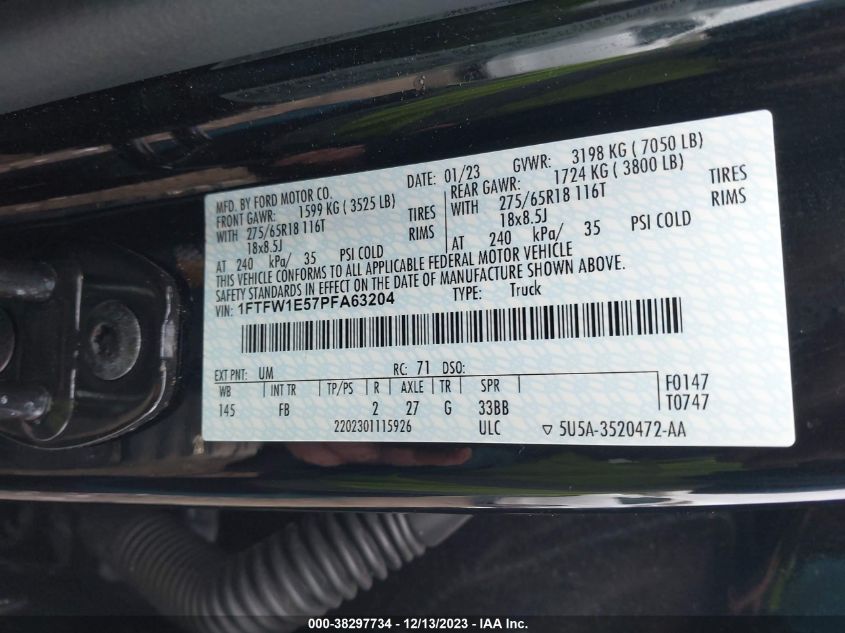 MFD. BY FORD MOTOR CO.
DATE: 01/23 GVWR: 3198 KG ( 7050 LB)
FRONT GAWR: 1599 KG ( 3525 LB)
REAR GAWR: 1724 KG ( 3800 LB)
WITH 275/65R18 116T TIRES
WITH 275/65R18 116T TIRES
18x8.5J RIMS
18x8.5J RIMS
AT 240 kPa/ 35 PSI COLD
AT 240 kPa/ 35 PSI COLD
THIS VEHICLE CONFORMS TO ALL APPLICABLE FEDERAL MOTOR VEHICLE
SAFETY STANDARDS IN EFFECT ON THE DATE OF MANUFACTURE SHOWN ABOVE.
VIN: 1FTFW1E57PFA63204 TYPE: Truck
EXT PNT: UM RC: 71 DSO:
WB INT TR TP/PS R AXLE TR SPR F0147
145 FB 2 27 G 33BB T0747
2202301115926 ULC ▽ 5U5A-3520472-AA
000-38297734 - 12/13/2023 - IAA Inc.